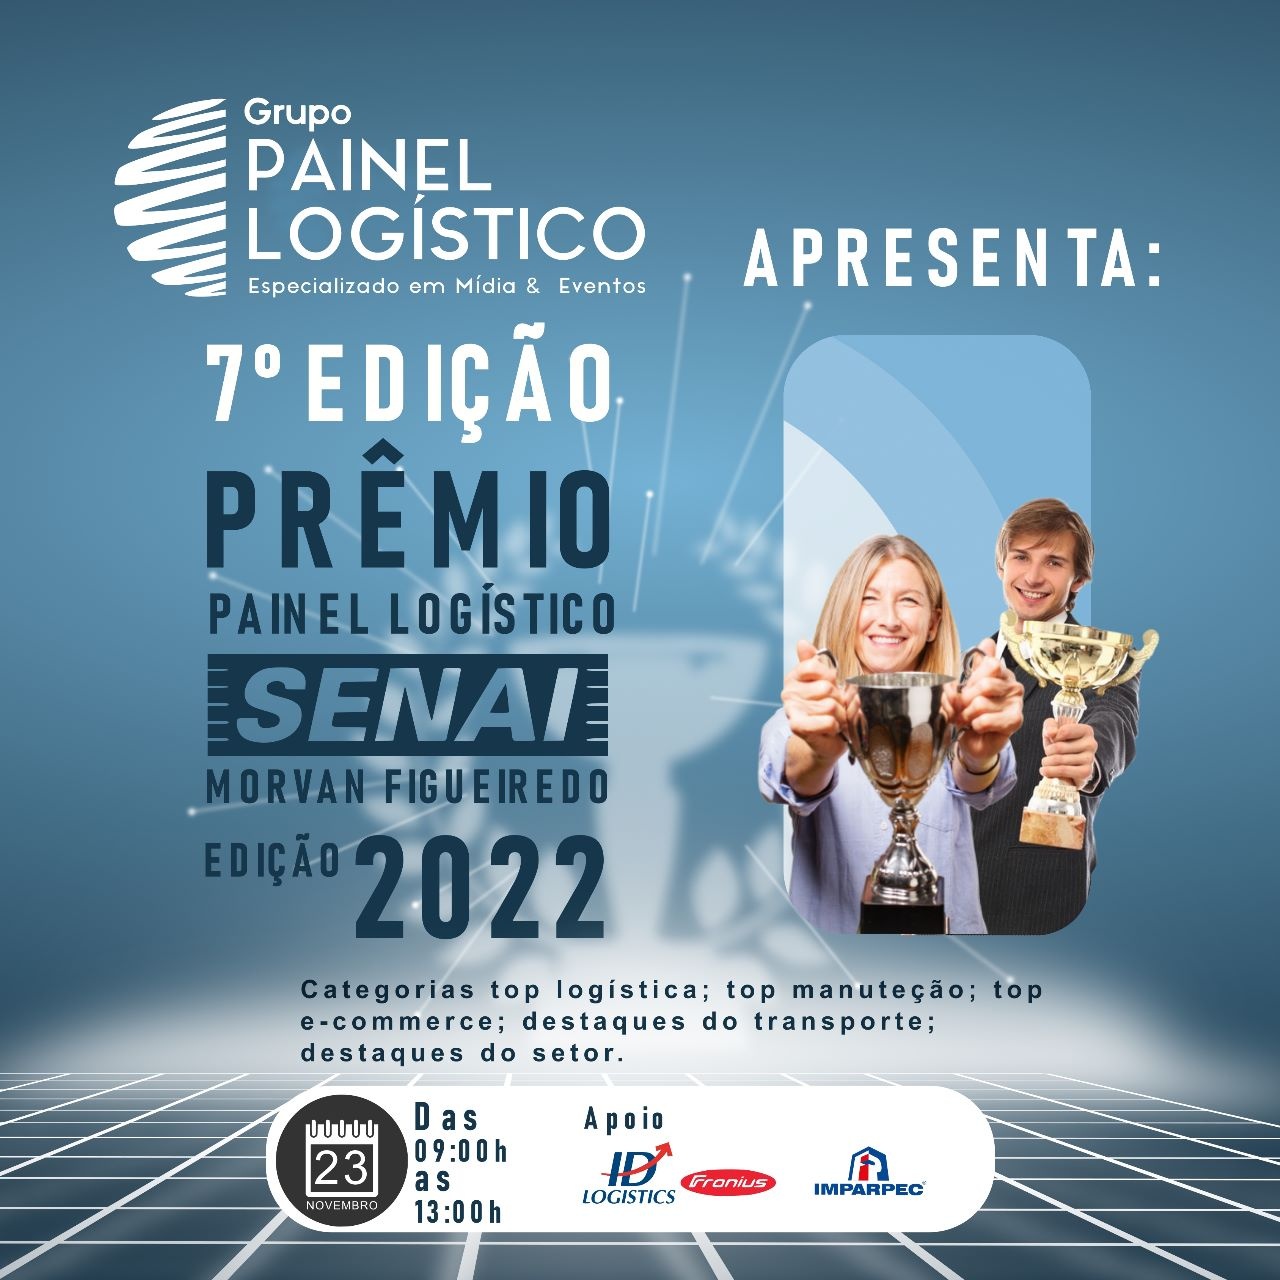 Grupo
PAINEL
LOGÍSTICO
Especializado em Mídia & Eventos
APRESENTA:
7º EDIÇÃO
PRÊMIO
PAINEL LOGÍSTICO
SENAI
MORVAN FIGUEIREDO
EDIÇÃO 2022
Categorias top logística; top manuteção; top
e-commerce; destaques do transporte;
destaques do setor.
23
NOVEMBRO
Das
09:00h
as
13:00h
Apoio
ID
LOGISTICS
Fronius
IMPARPEC